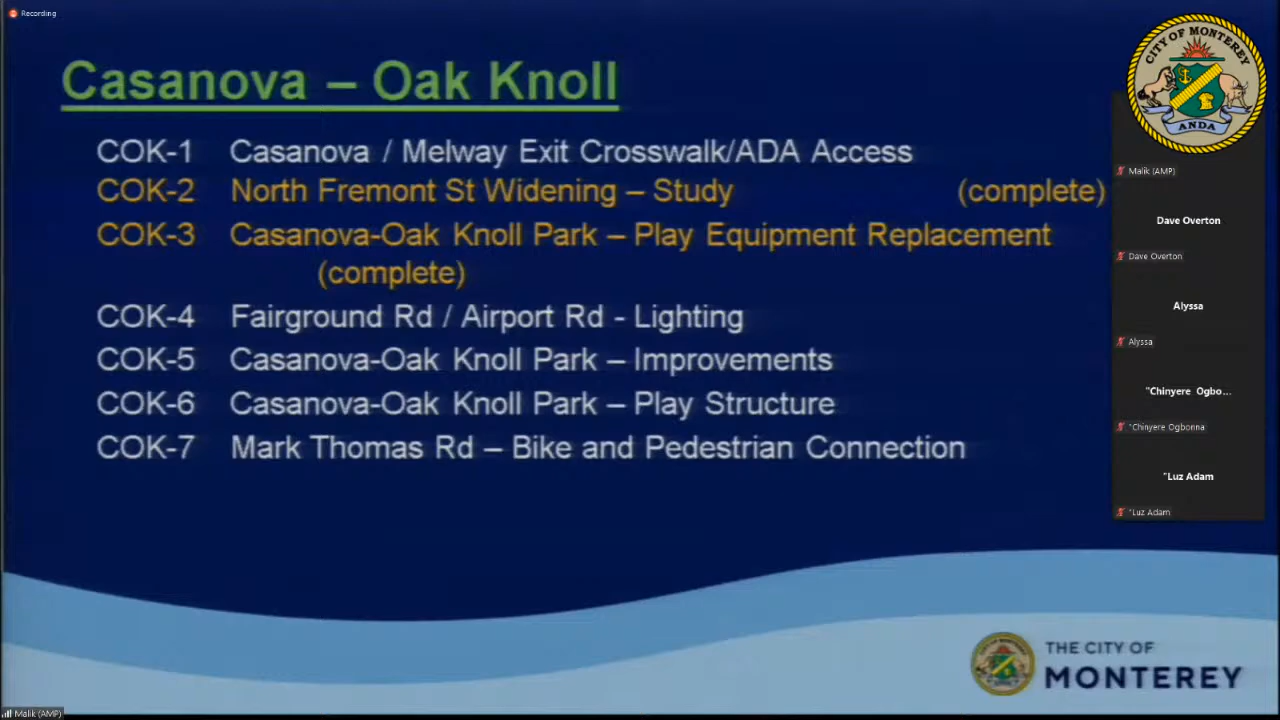 Recording
CITY OF MONTEREY
ANDA
Casanova – Oak Knoll
COK-1 Casanova / Melway Exit Crosswalk/ADA Access
COK-2 North Fremont St Widening – Study (complete)
COK-3 Casanova-Oak Knoll Park – Play Equipment Replacement
(complete)
COK-4 Fairground Rd / Airport Rd - Lighting
COK-5 Casanova-Oak Knoll Park – Improvements
COK-6 Casanova-Oak Knoll Park – Play Structure
COK-7 Mark Thomas Rd – Bike and Pedestrian Connection
Malik (AMP)
Dave Overton
Dave Overton
Alyssa
Alyssa
"Chinyere Ogbo...
"Chinyere Ogbonna
"Luz Adam
"Luz Adam
THE CITY OF
MONTEREY
Malik (AMP)